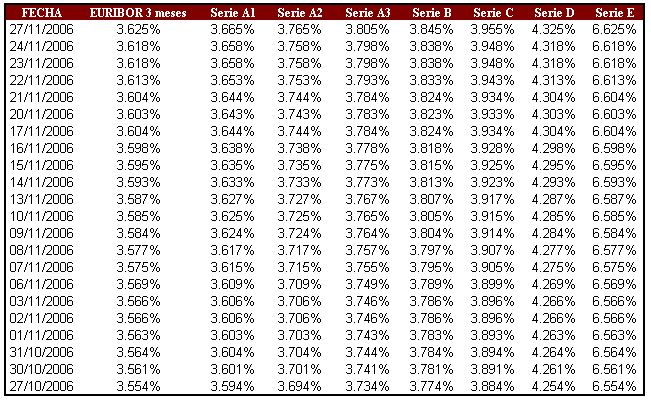 FECHA EURIBOR 3 meses Serie A1 Serie A2 Serie A3 Serie B Serie C Serie D Serie E
27/11/2006 3.625% 3.665% 3.765% 3.805% 3.845% 3.955% 4.325% 6.625%
24/11/2006 3.618% 3.658% 3.758% 3.798% 3.838% 3.948% 4.318% 6.618%
23/11/2006 3.618% 3.658% 3.758% 3.798% 3.838% 3.948% 4.318% 6.618%
22/11/2006 3.613% 3.653% 3.753% 3.793% 3.833% 3.943% 4.313% 6.613%
21/11/2006 3.604% 3.644% 3.744% 3.784% 3.824% 3.934% 4.304% 6.604%
20/11/2006 3.603% 3.643% 3.743% 3.783% 3.823% 3.933% 4.303% 6.603%
17/11/2006 3.604% 3.644% 3.744% 3.784% 3.824% 3.934% 4.304% 6.604%
16/11/2006 3.598% 3.638% 3.738% 3.778% 3.818% 3.928% 4.298% 6.598%
15/11/2006 3.595% 3.635% 3.735% 3.775% 3.815% 3.925% 4.295% 6.595%
14/11/2006 3.593% 3.633% 3.733% 3.773% 3.813% 3.923% 4.293% 6.593%
13/11/2006 3.587% 3.627% 3.727% 3.767% 3.807% 3.917% 4.287% 6.587%
10/11/2006 3.585% 3.625% 3.725% 3.765% 3.805% 3.915% 4.285% 6.585%
09/11/2006 3.584% 3.624% 3.724% 3.764% 3.804% 3.914% 4.284% 6.584%
08/11/2006 3.577% 3.617% 3.717% 3.757% 3.797% 3.907% 4.277% 6.577%
07/11/2006 3.575% 3.615% 3.715% 3.755% 3.795% 3.905% 4.275% 6.575%
06/11/2006 3.569% 3.609% 3.709% 3.749% 3.789% 3.899% 4.269% 6.569%
03/11/2006 3.566% 3.606% 3.706% 3.746% 3.786% 3.896% 4.266% 6.566%
02/11/2006 3.566% 3.606% 3.706% 3.746% 3.786% 3.896% 4.266% 6.566%
01/11/2006 3.563% 3.603% 3.703% 3.743% 3.783% 3.893% 4.263% 6.563%
31/10/2006 3.564% 3.604% 3.704% 3.744% 3.784% 3.894% 4.264% 6.564%
30/10/2006 3.561% 3.601% 3.701% 3.741% 3.781% 3.891% 4.261% 6.561%
27/10/2006 3.554% 3.594% 3.694% 3.734% 3.774% 3.884% 4.254% 6.554%